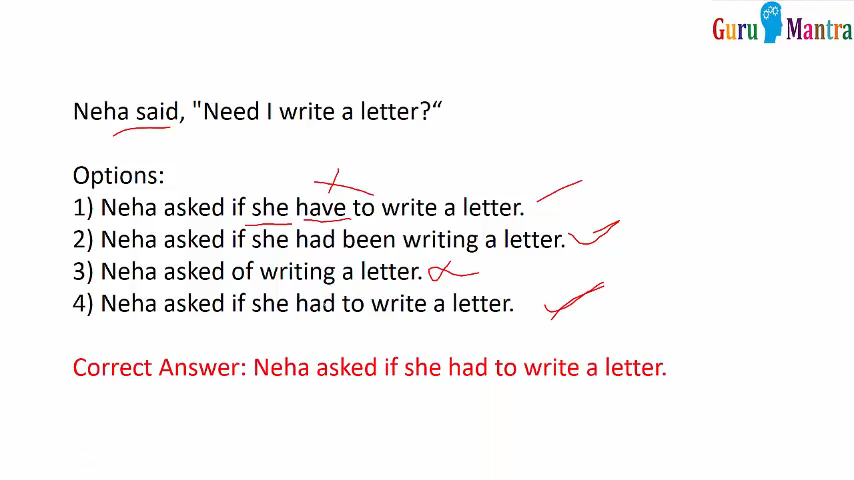 Guru Mantra
Neha said, "Need I write a letter?“
Options:
1) Neha asked if she have to write a letter.
2) Neha asked if she had been writing a letter.
3) Neha asked of writing a letter.
4) Neha asked if she had to write a letter.
Correct Answer: Neha asked if she had to write a letter.